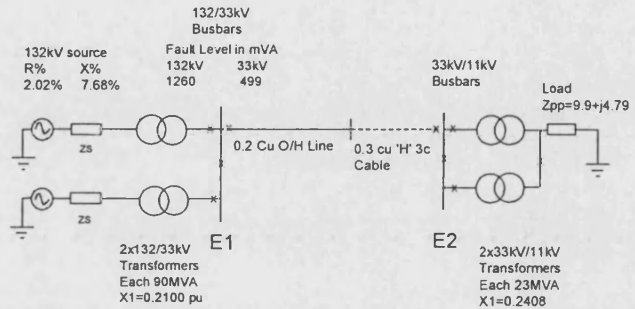 132/33kV
Busbars
132kV source
R% X%
2.02% 7.68%
Fault Level in mVA
132kV 33kV
1260 499
33kV/11kV
Busbars
Load
Zpp=9.9+j4.79
zs
0.2 Cu O/H Line
0.3 cu 'H' 3c
Cable
zs
E1
E2
2x132/33kV
Transformers
Each 90MVA
X1=0.2100 pu
2x33kV/11kV
Transformers
Each 23MVA
X1=0.2408